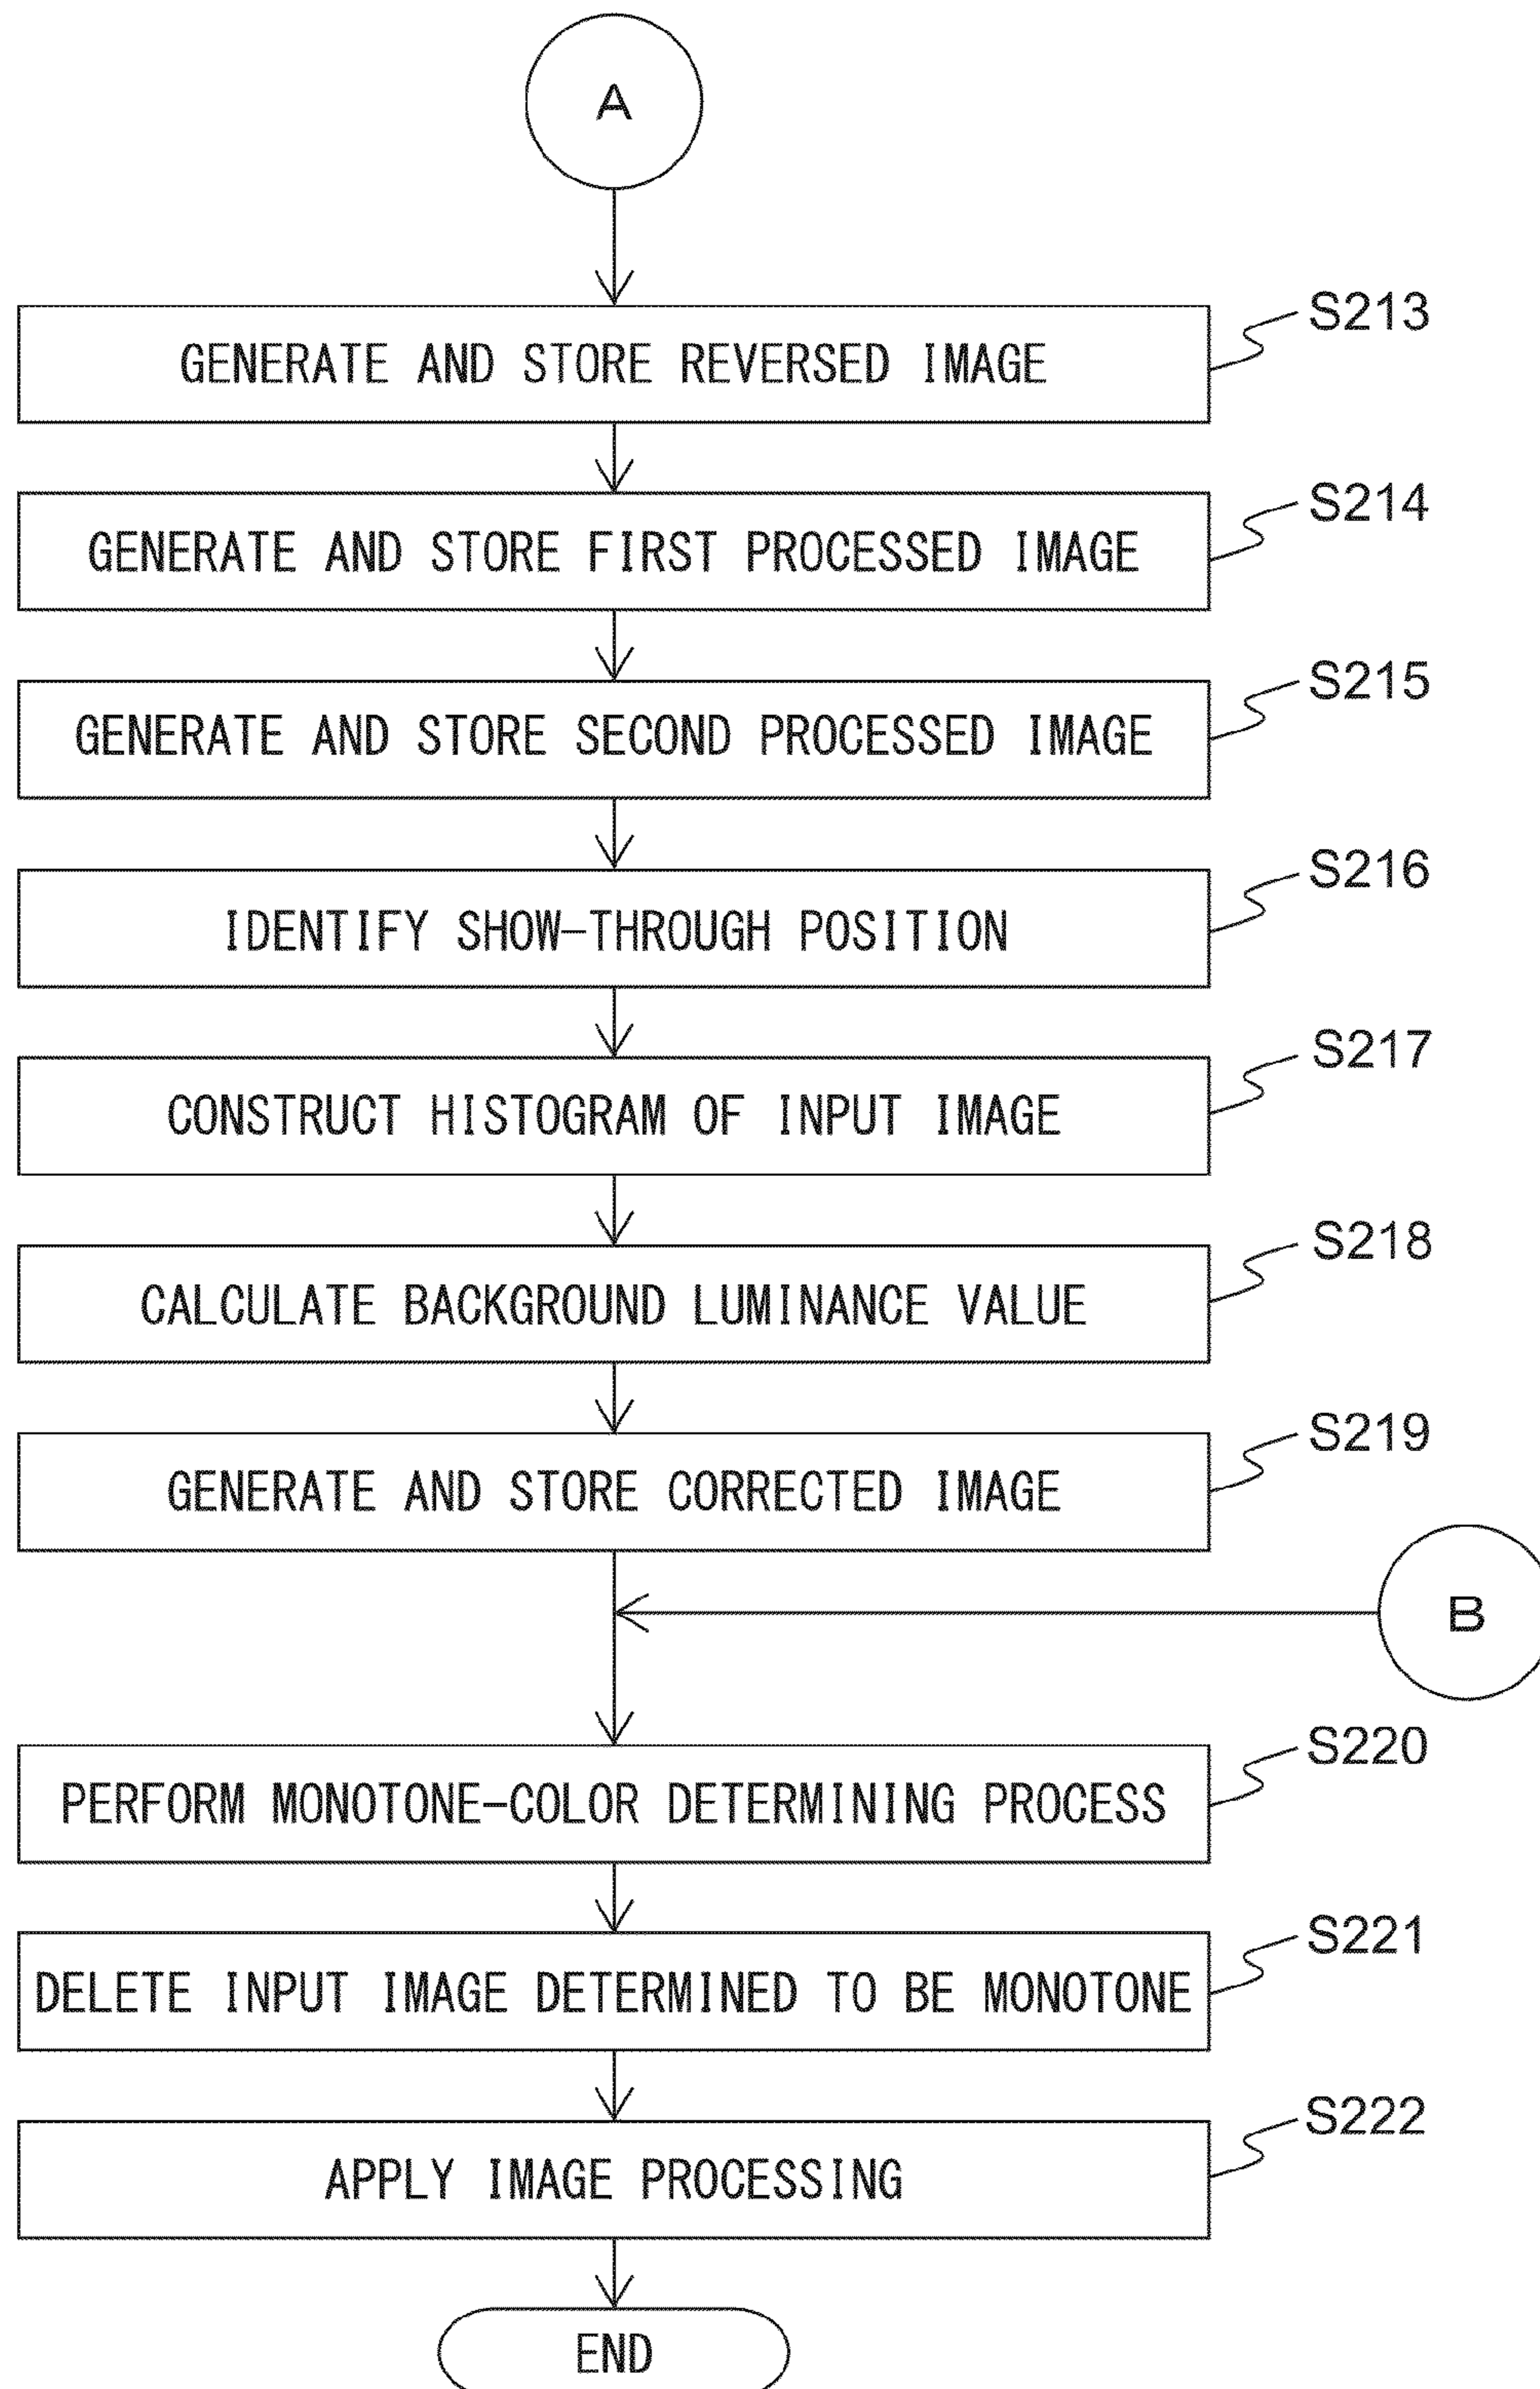 A
S213
GENERATE AND STORE REVERSED IMAGE
S214
GENERATE AND STORE FIRST PROCESSED IMAGE
S215
GENERATE AND STORE SECOND PROCESSED IMAGE
S216
IDENTIFY SHOW-THROUGH POSITION
S217
CONSTRUCT HISTOGRAM OF INPUT IMAGE
S218
CALCULATE BACKGROUND LUMINANCE VALUE
S219
GENERATE AND STORE CORRECTED IMAGE
B
S220
PERFORM MONOTONE-COLOR DETERMINING PROCESS
S221
DELETE INPUT IMAGE DETERMINED TO BE MONOTONE
S222
APPLY IMAGE PROCESSING
END